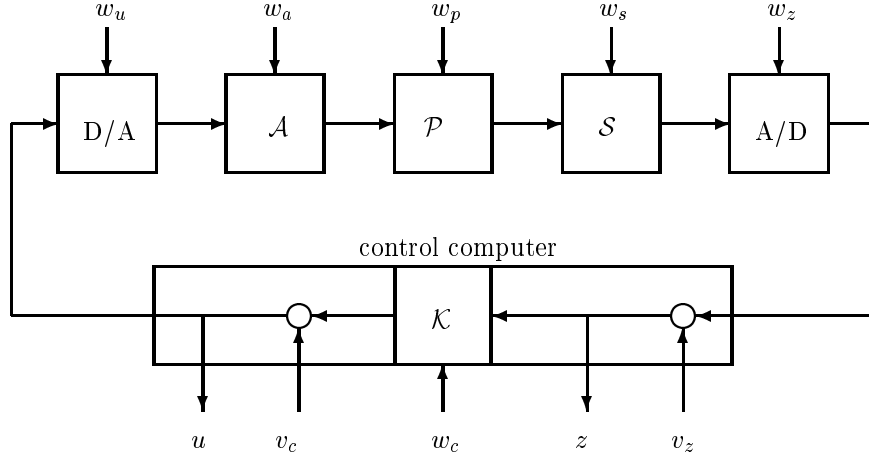 w_u w_a w_p w_s w_z
D/A 𝒜 𝒫 𝒮 A/D
control computer
𝒦
u v_c w_c z v_z